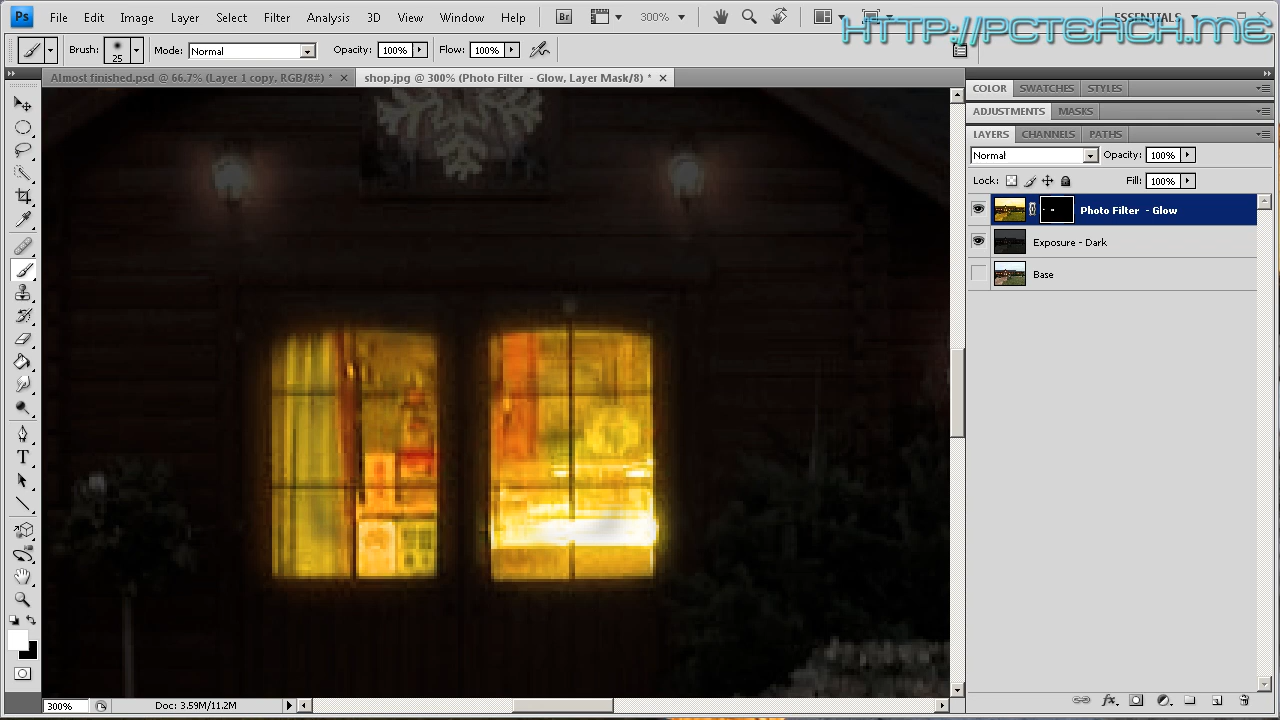 Ps File Edit Image Layer Select Filter Analysis 3D View Window Help Br 300% ESSENTIALS
HTTP://PCTEACH.ME
Brush: 25 Mode: Normal Opacity: 100% Flow: 100%
Almost finished.psd @ 66.7% (Layer 1 copy, RGB/8#) * × shop.jpg @ 300% (Photo Filter - Glow, Layer Mask/8) * ×
COLOR SWATCHES STYLES
ADJUSTMENTS MASKS
LAYERS CHANNELS PATHS
Normal Opacity: 100%
Lock: Fill: 100%
Photo Filter - Glow
Exposure - Dark
Base
300% Doc: 3.59M/11.2M